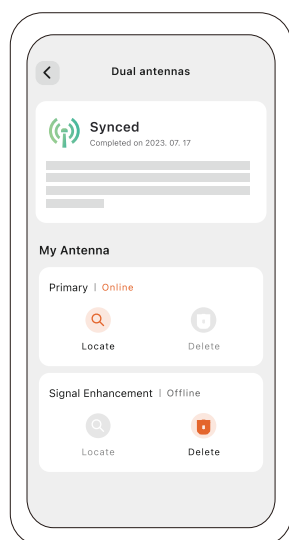 Dual antennas
Synced
Completed on 2023. 07. 17
My Antenna
Primary | Online
Locate
Delete
Signal Enhancement | Offline
Locate
Delete